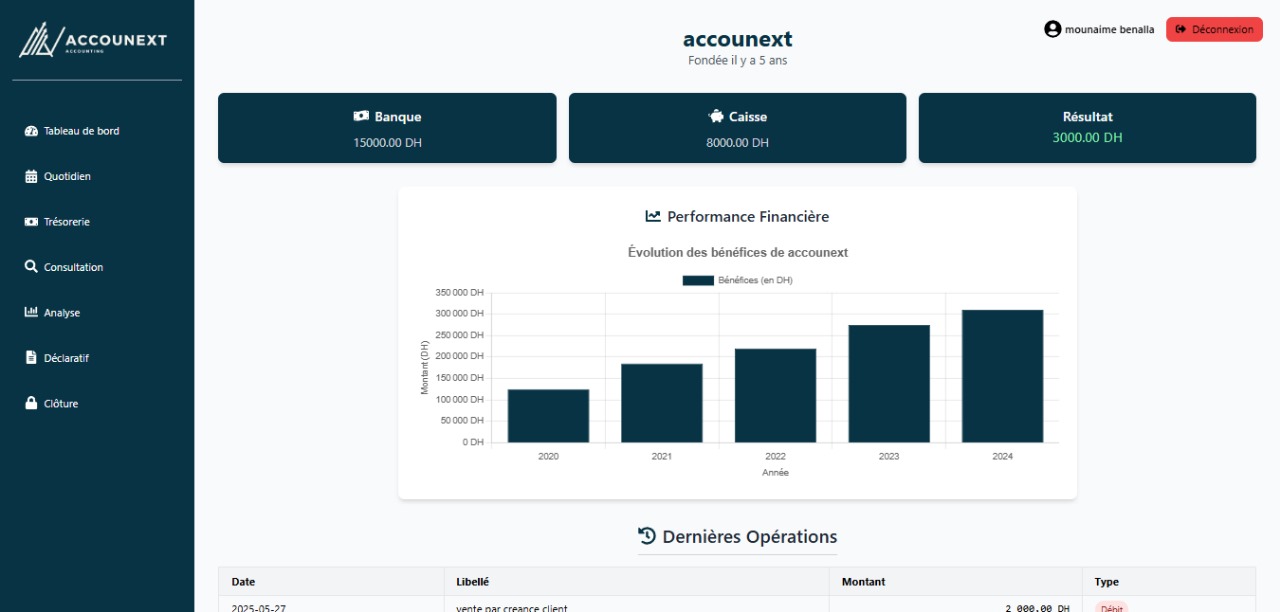 ACCOUNEXT
ACCOUNTING
Tableau de bord
Quotidien
Trésorerie
Consultation
Analyse
Déclaratif
Clôture
accounext
Fondée il y a 5 ans
mounaime benalla
Déconnexion
Banque
15000.00 DH
Caisse
8000.00 DH
Résultat
3000.00 DH
Performance Financière
Évolution des bénéfices de accounext
Bénéfices (en DH)
Montant (DH)
350 000 DH
300 000 DH
250 000 DH
200 000 DH
150 000 DH
100 000 DH
50 000 DH
0 DH
2020 2021 2022 2023 2024
Année
Dernières Opérations
Date Libellé Montant Type
2025-05-27 vente par creance client 2 000.00 DH Débit